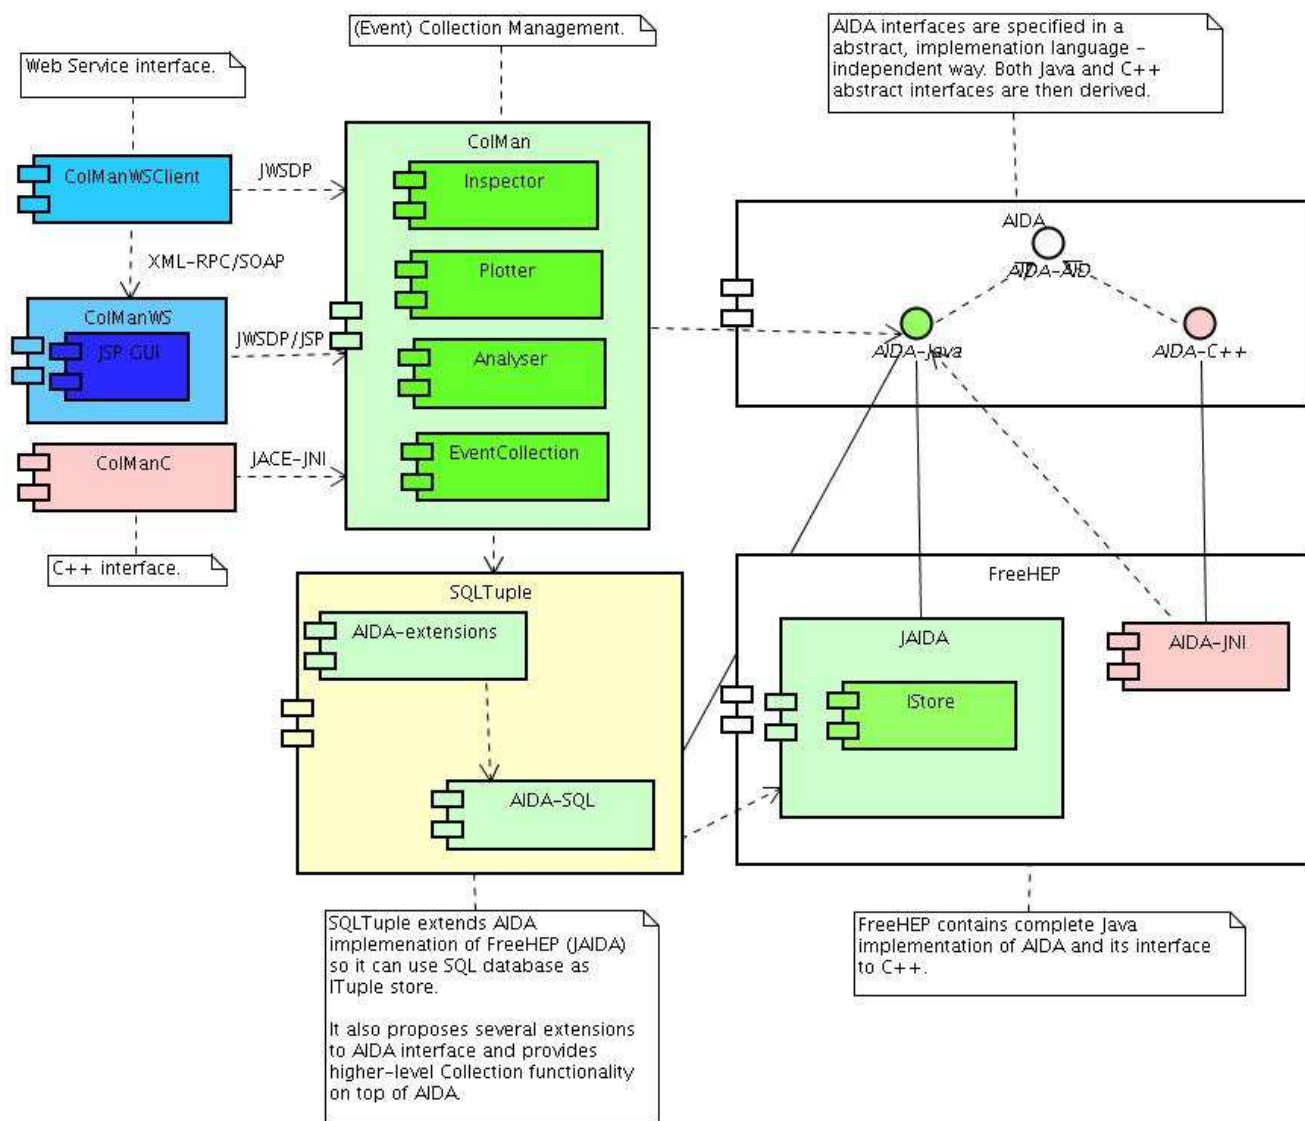 (Event) Collection Management.
AIDA interfaces are specified in a
abstract, implemenation language -
independent way. Both Java and C++
abstract interfaces are then derived.
Web Service interface.
ColManWSClient
JWSDP
XML-RPC/SOAP
ColManWS
JSP GUI
JWSDP/JSP
ColManC
JACE-JNI
C++ interface.
ColMan
Inspector
Plotter
Analyser
EventCollection
AIDA
AIDA-AID
AIDA-Java
AIDA-C++
SQLTuple
AIDA-extensions
AIDA-SQL
FreeHEP
JAIDA
IStore
AIDA-JNI
SQLTuple extends AIDA
implemenation of FreeHEP (JAIDA)
so it can use SQL database as
ITuple store.
It also proposes several extensions
to AIDA interface and provides
higher-level Collection functionality
on top of AIDA.
FreeHEP contains complete Java
implementation of AIDA and its interface
to C++.